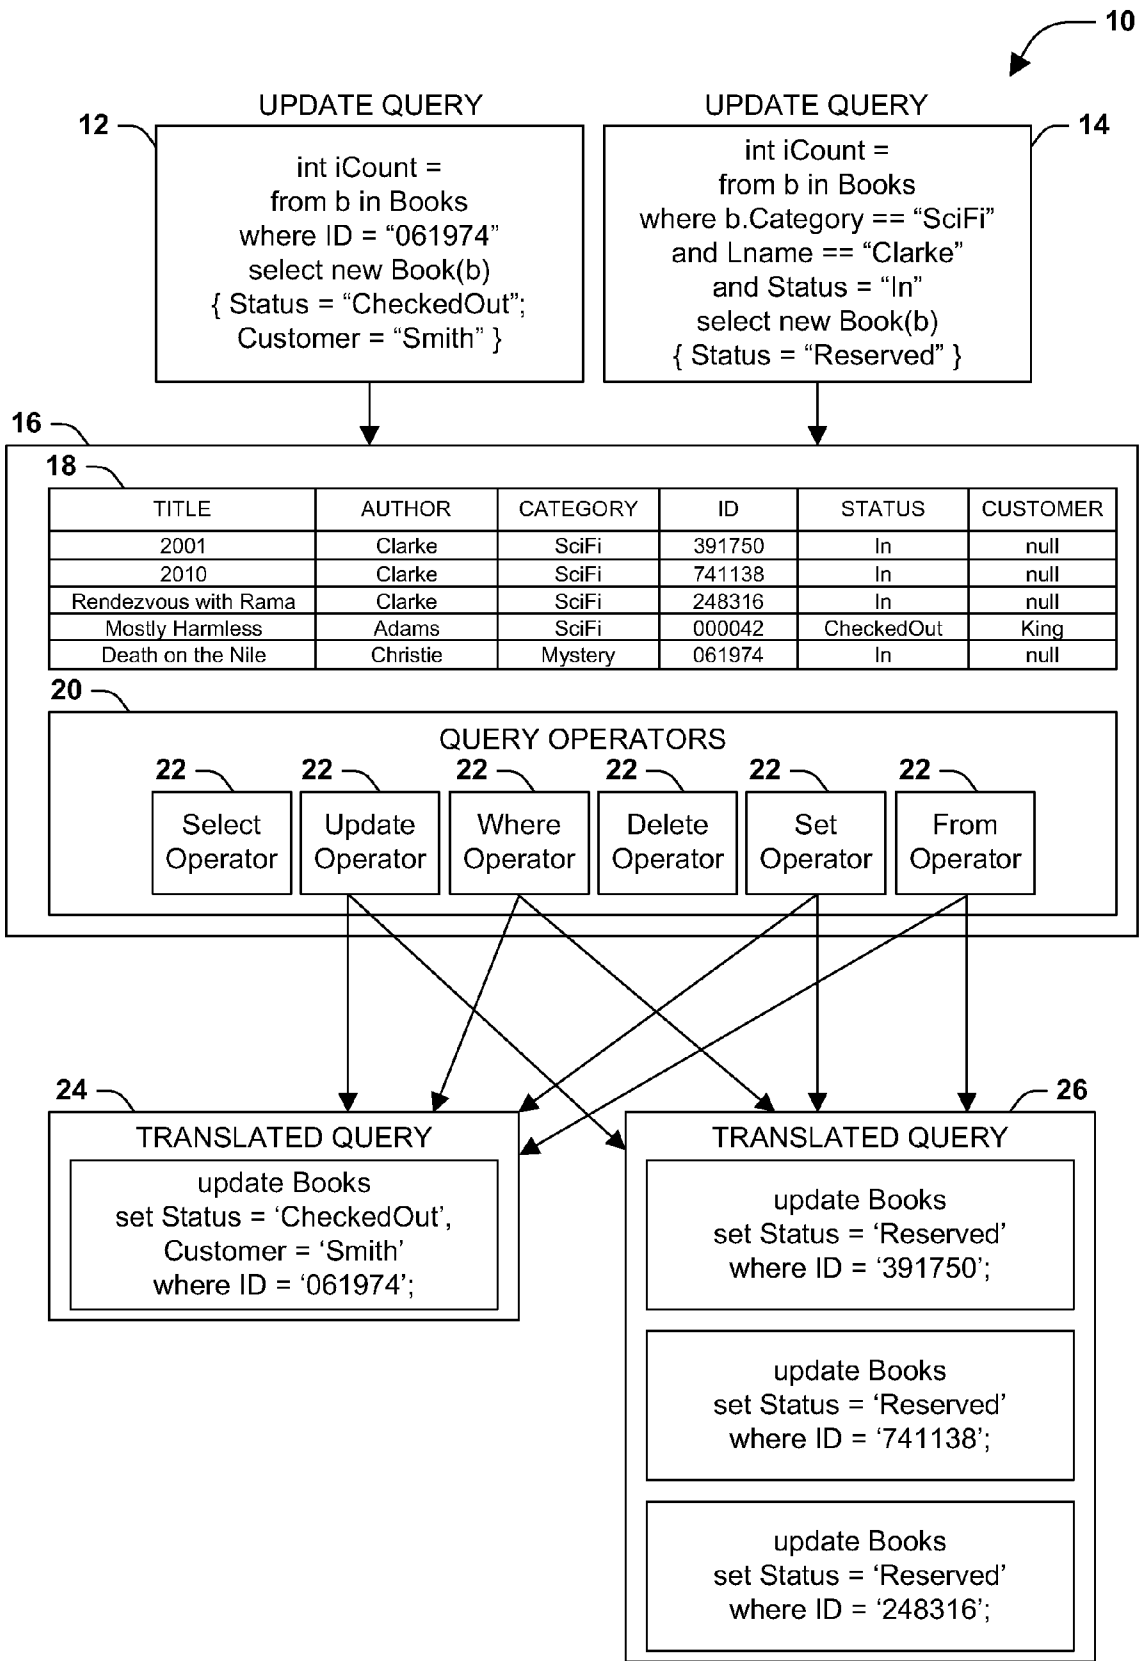 10
UPDATE QUERY
UPDATE QUERY
12
14
int iCount =
from b in Books
where ID = “061974”
select new Book(b)
{ Status = “CheckedOut”;
Customer = “Smith” }
int iCount =
from b in Books
where b.Category == “SciFi”
and Lname == “Clarke”
and Status = “In”
select new Book(b)
{ Status = “Reserved” }
16
18
TITLE AUTHOR CATEGORY ID STATUS CUSTOMER
2001 Clarke SciFi 391750 In null
2010 Clarke SciFi 741138 In null
Rendezvous with Rama Clarke SciFi 248316 In null
Mostly Harmless Adams SciFi 000042 CheckedOut King
Death on the Nile Christie Mystery 061974 In null
20
QUERY OPERATORS
22 22 22 22 22 22
Select Operator
Update Operator
Where Operator
Delete Operator
Set Operator
From Operator
24
26
TRANSLATED QUERY
update Books
set Status = ‘CheckedOut’,
Customer = ‘Smith’
where ID = ‘061974’;
TRANSLATED QUERY
update Books
set Status = ‘Reserved’
where ID = ‘391750’;
update Books
set Status = ‘Reserved’
where ID = ‘741138’;
update Books
set Status = ‘Reserved’
where ID = ‘248316’;